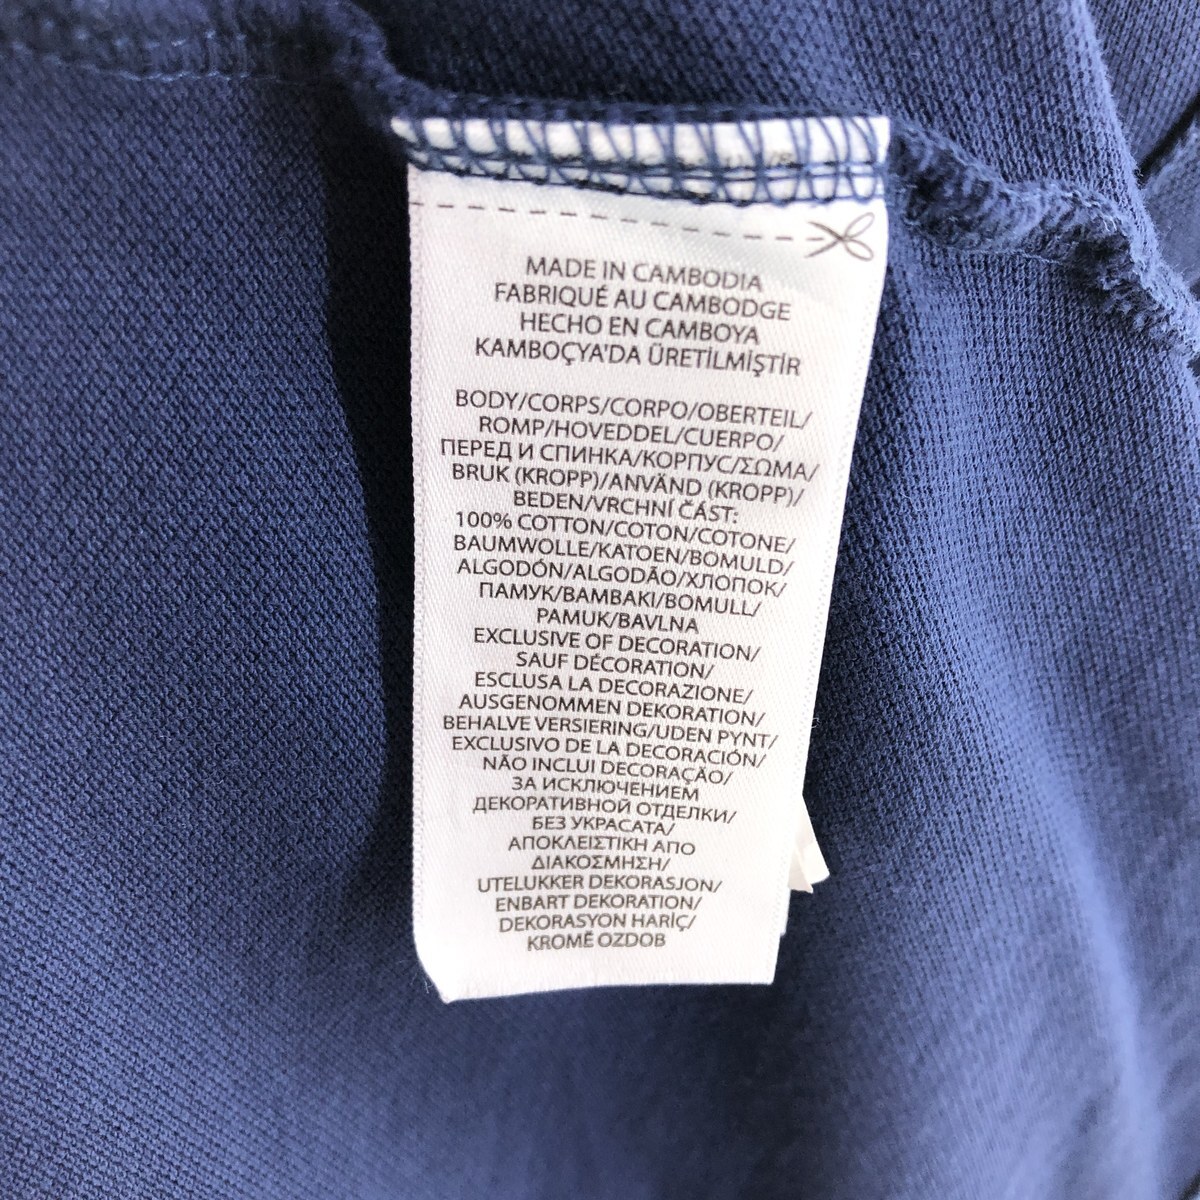 MADE IN CAMBODIA
FABRIQUÉ AU CAMBODGE
HECHO EN CAMBOYA
KAMBOÇYA'DA ÜRETİLMİŞTİR
BODY/CORPS/CORPO/OBERTEIL/
ROMP/HOVEDDEL/CUERPO/
ПЕРЕД И СПИНКА/КОРПУС/ΣΩΜΑ/
BRUK (KROPP)/ANVÄND (KROPP)/
BEDEN/VRCHNÍ ČÁST:
100% COTTON/COTON/COTONE/
BAUMWOLLE/KATOEN/BOMULD/
ALGODÓN/ALGODÃO/ХЛОПОК/
ПАМУК/ΒΑΜΒΑΚΙ/BOMULL/
PAMUK/BAVLNA
EXCLUSIVE OF DECORATION/
SAUF DÉCORATION/
ESCLUSA LA DECORAZIONE/
AUSGENOMMEN DEKORATION/
BEHALVE VERSIERING/UDEN PYNT/
EXCLUSIVO DE LA DECORACIÓN/
NÃO INCLUI DECORAÇÃO/
ЗА ИСКЛЮЧЕНИЕМ
ДЕКОРАТИВНОЙ ОТДЕЛКИ/
БЕЗ УКРАСАТА/
ΑΠΟΚΛΕΙΣΤΙΚΗ ΑΠΟ
ΔΙΑΚΟΣΜΗΣΗ/
UTELUKKER DEKORASJON/
ENBART DEKORATION/
DEKORASYON HARİÇ/
KROMĚ OZDOB